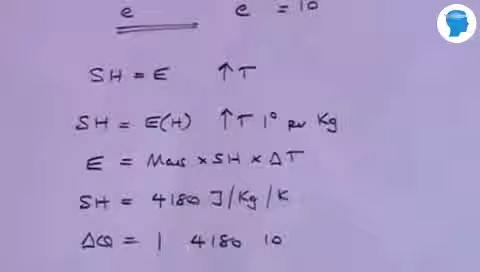 e e = 10
SH = E ↑T
SH = E(H) ↑T 1° per Kg
E = Mass × SH × ΔT
SH = 4180 J/Kg/K
ΔQ = 1 4180 10